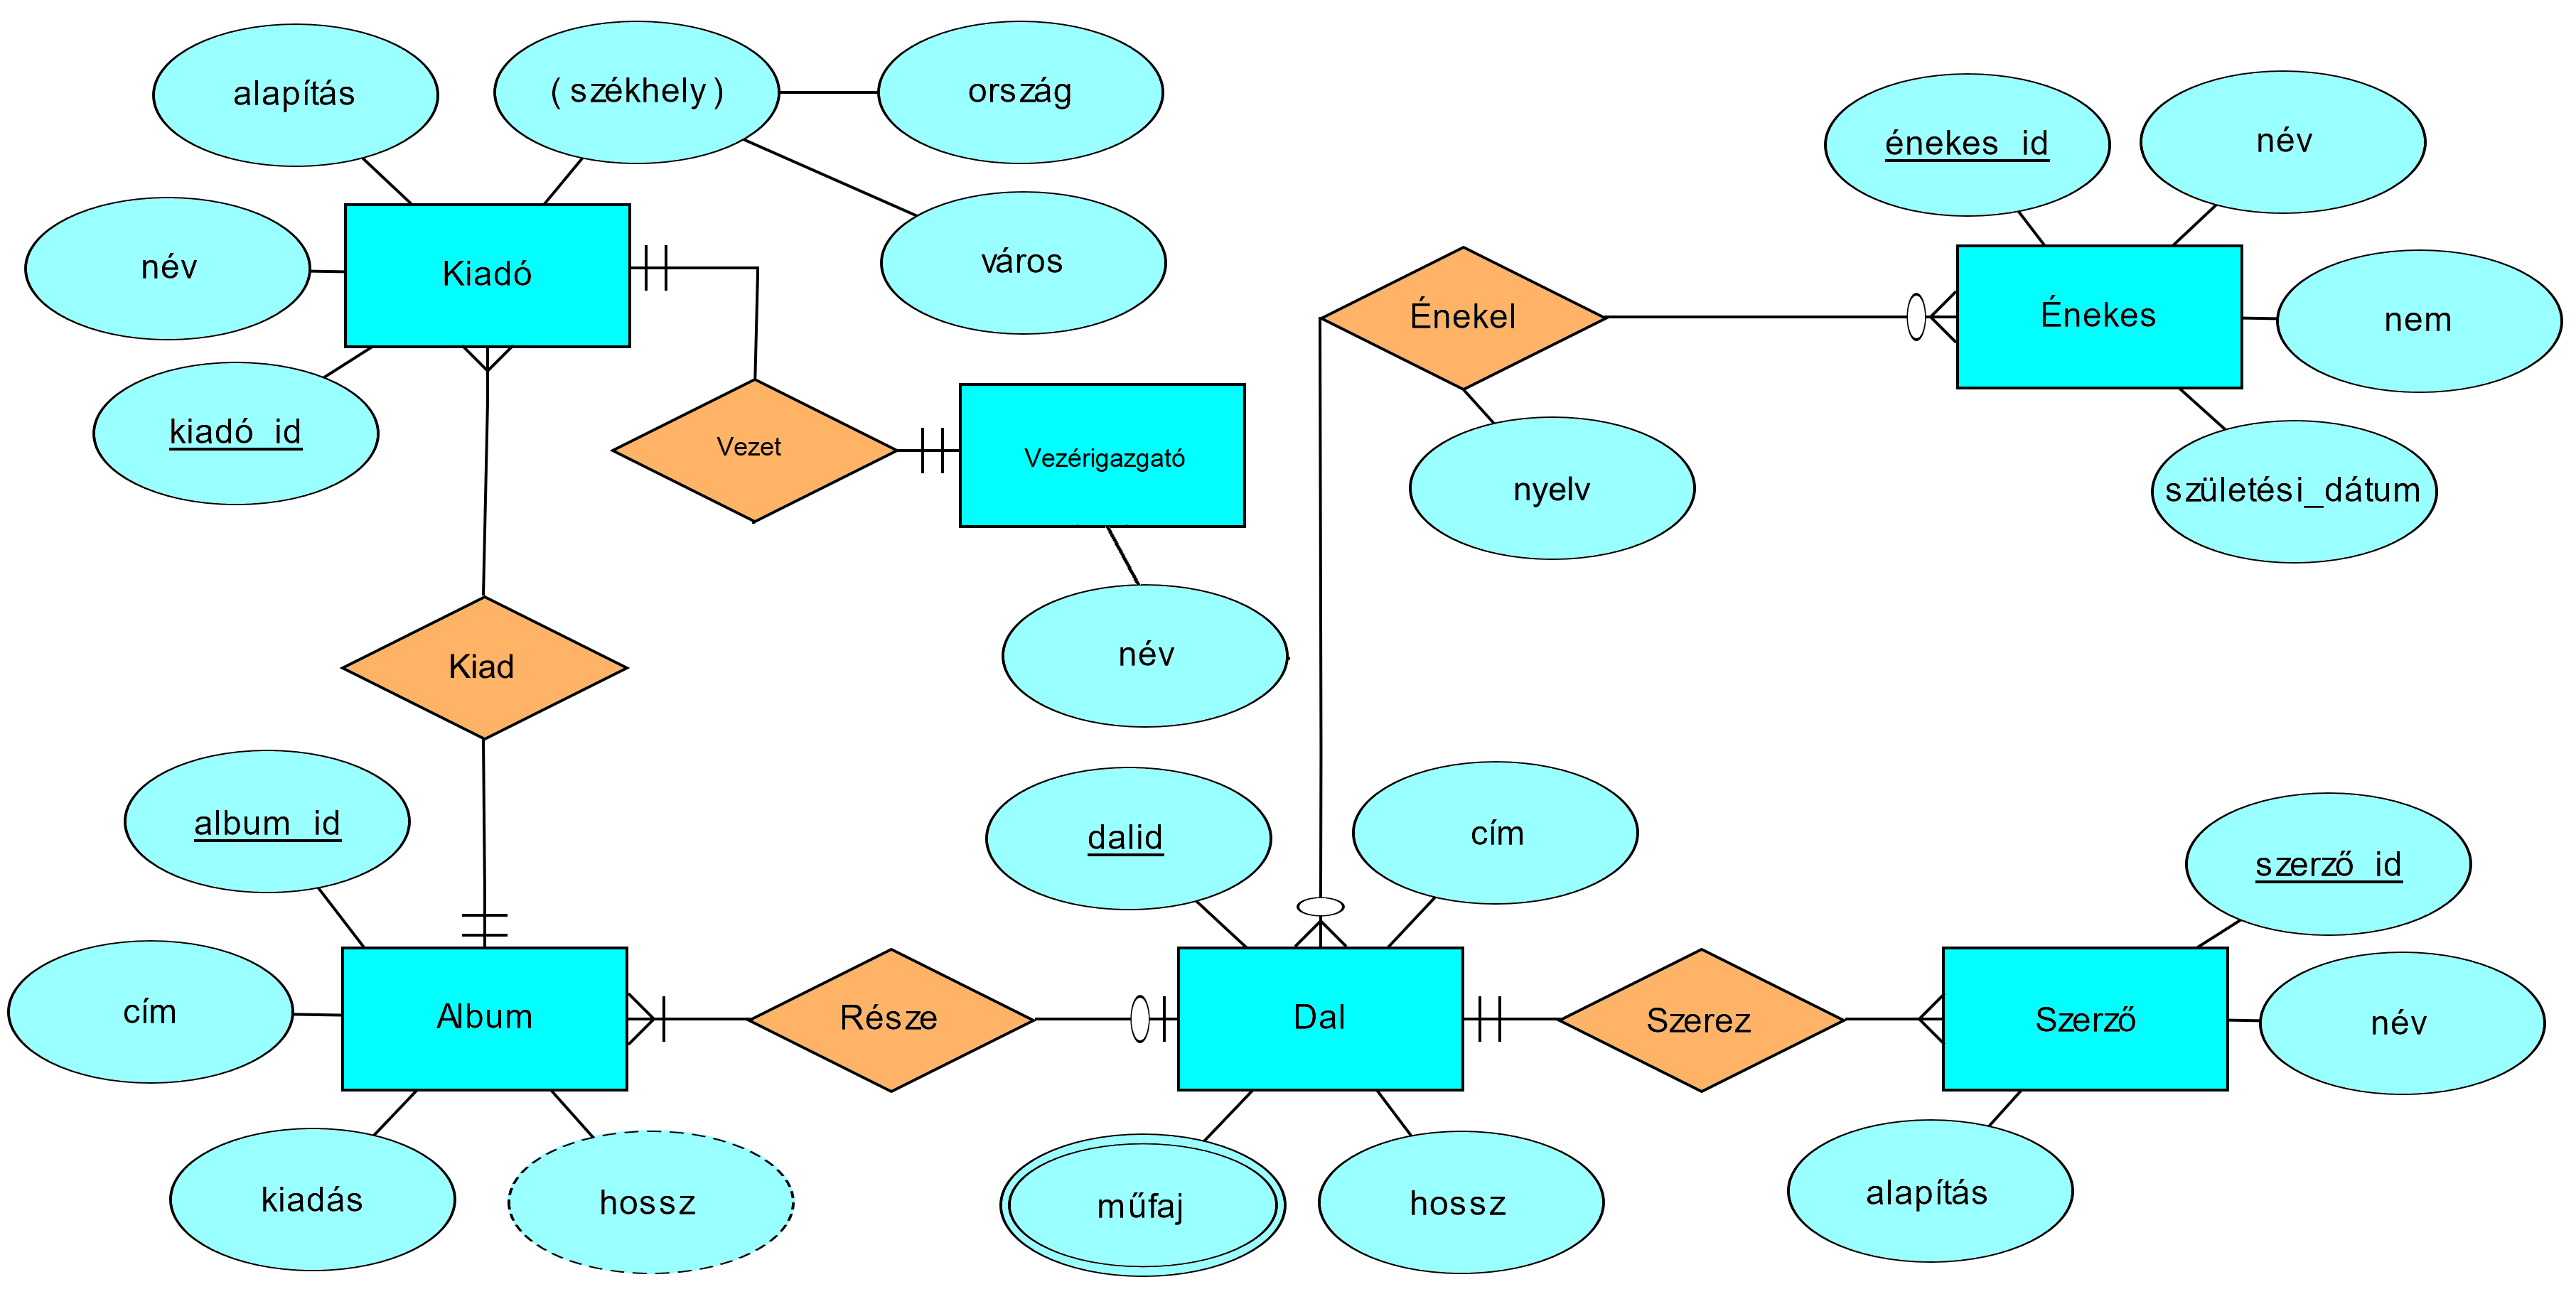 alapítás
(székhely)
ország
énekes_id
név
név
Kiadó
város
Énekel
Énekes
nem
kiadó_id
Vezet
Vezérigazgató
nyelv
születési_dátum
Kiad
név
album_id
dalid
cím
szerző_id
cím
Album
Része
Dal
Szerez
Szerző
név
kiadás
hossz
műfaj
hossz
alapítás